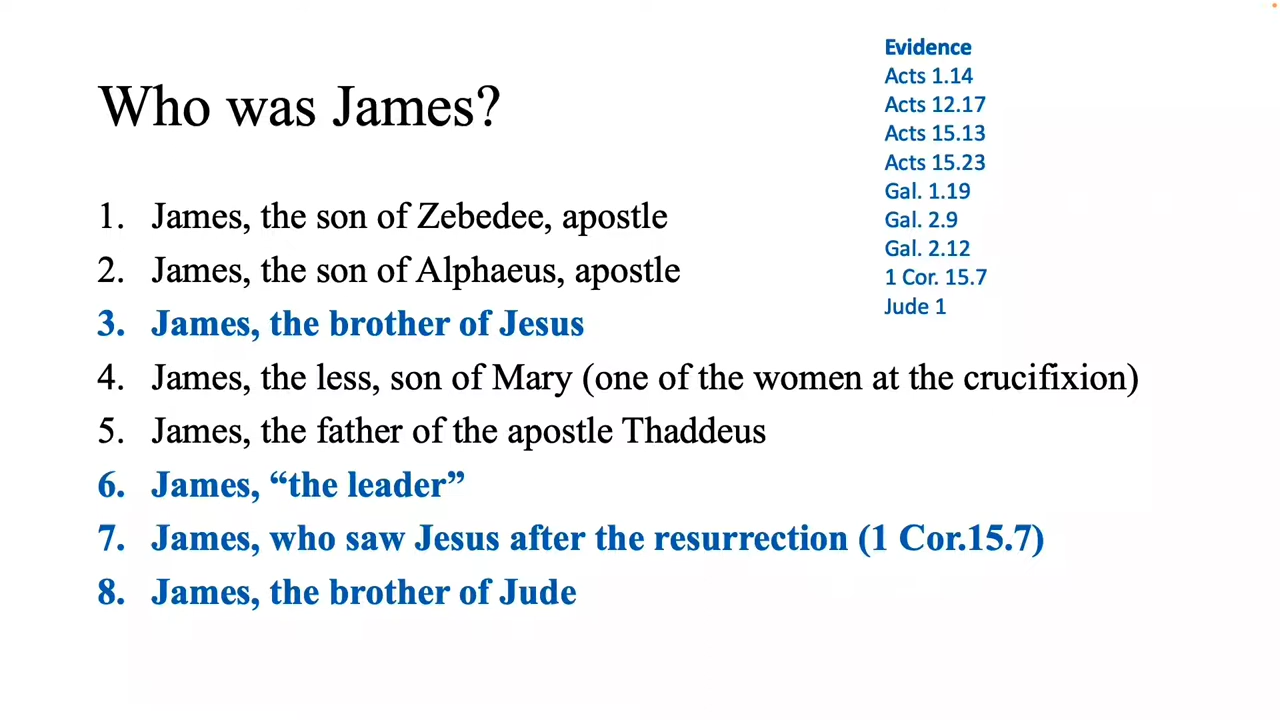 Who was James?
1. James, the son of Zebedee, apostle
2. James, the son of Alphaeus, apostle
3. James, the brother of Jesus
4. James, the less, son of Mary (one of the women at the crucifixion)
5. James, the father of the apostle Thaddeus
6. James, “the leader”
7. James, who saw Jesus after the resurrection (1 Cor.15.7)
8. James, the brother of Jude
Evidence
Acts 1.14
Acts 12.17
Acts 15.13
Acts 15.23
Gal. 1.19
Gal. 2.9
Gal. 2.12
1 Cor. 15.7
Jude 1